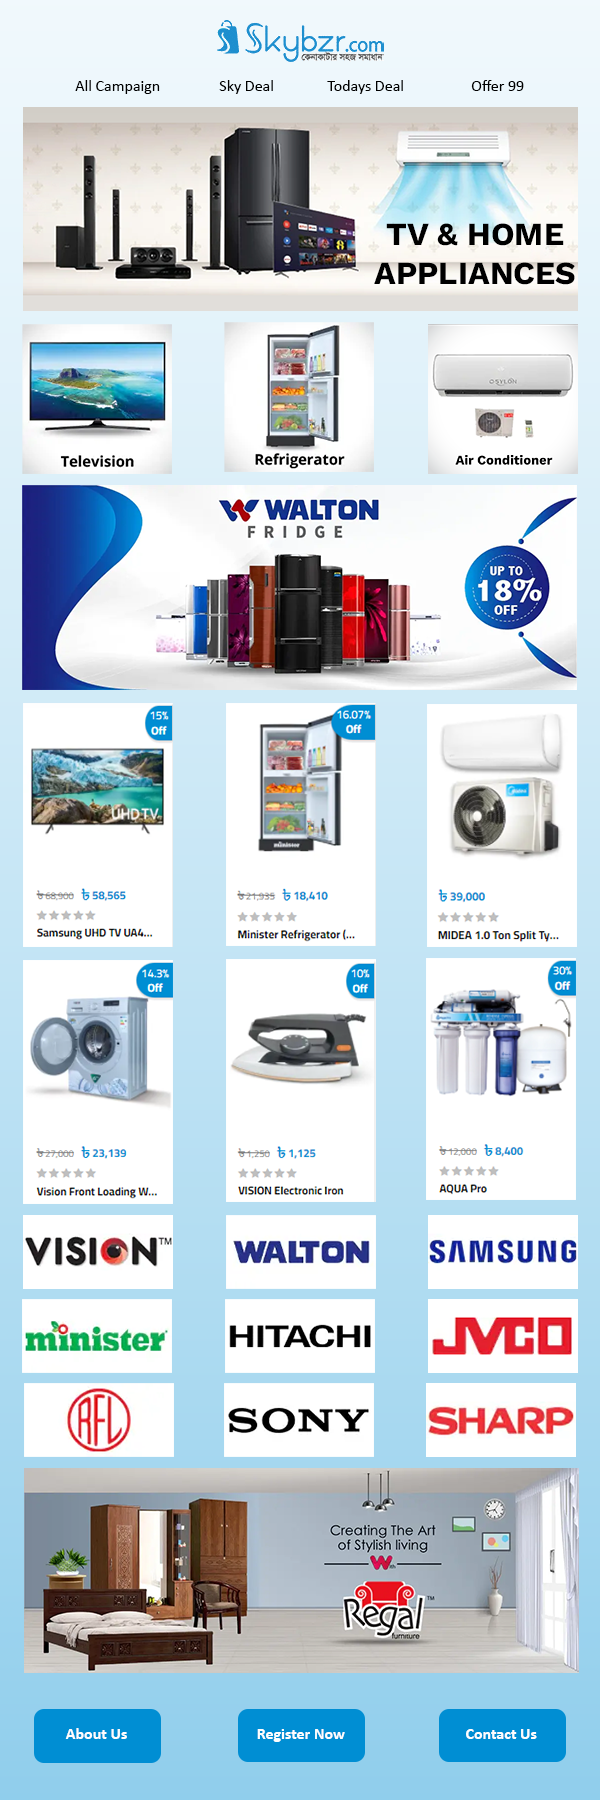 Skybzr.com
কেনাকাটার সহজ সমাধান
All Campaign Sky Deal Todays Deal Offer 99
TV & HOME
APPLIANCES
Television
Refrigerator
Air Conditioner
WALTON
FRIDGE
UP TO
18%
OFF
15%
Off
UHD TV
৳ 68,900 ৳ 58,565
Samsung UHD TV UA4...
16.07%
Off
minister
৳ 21,935 ৳ 18,410
Minister Refrigerator (...
Midea
৳ 39,000
MIDEA 1.0 Ton Split Ty...
14.3%
Off
৳ 27,000 ৳ 23,139
Vision Front Loading W...
10%
Off
৳ 1,250 ৳ 1,125
VISION Electronic Iron
30%
Off
৳ 12,000 ৳ 8,400
AQUA Pro
VISION™
WALTON
SAMSUNG
minister
HITACHI
JVCO
RFL
SONY
SHARP
Creating The Art
of Stylish living
With
Regal™
furniture
About Us Register Now Contact Us